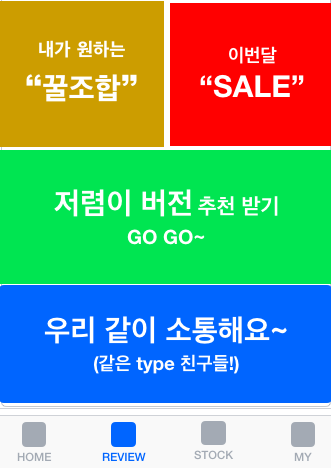 내가 원하는
“꿀조합”
이번달
“SALE”
저렴이 버전 추천 받기
GO GO~
우리 같이 소통해요~
(같은 type 친구들!)
HOME
REVIEW
STOCK
MY